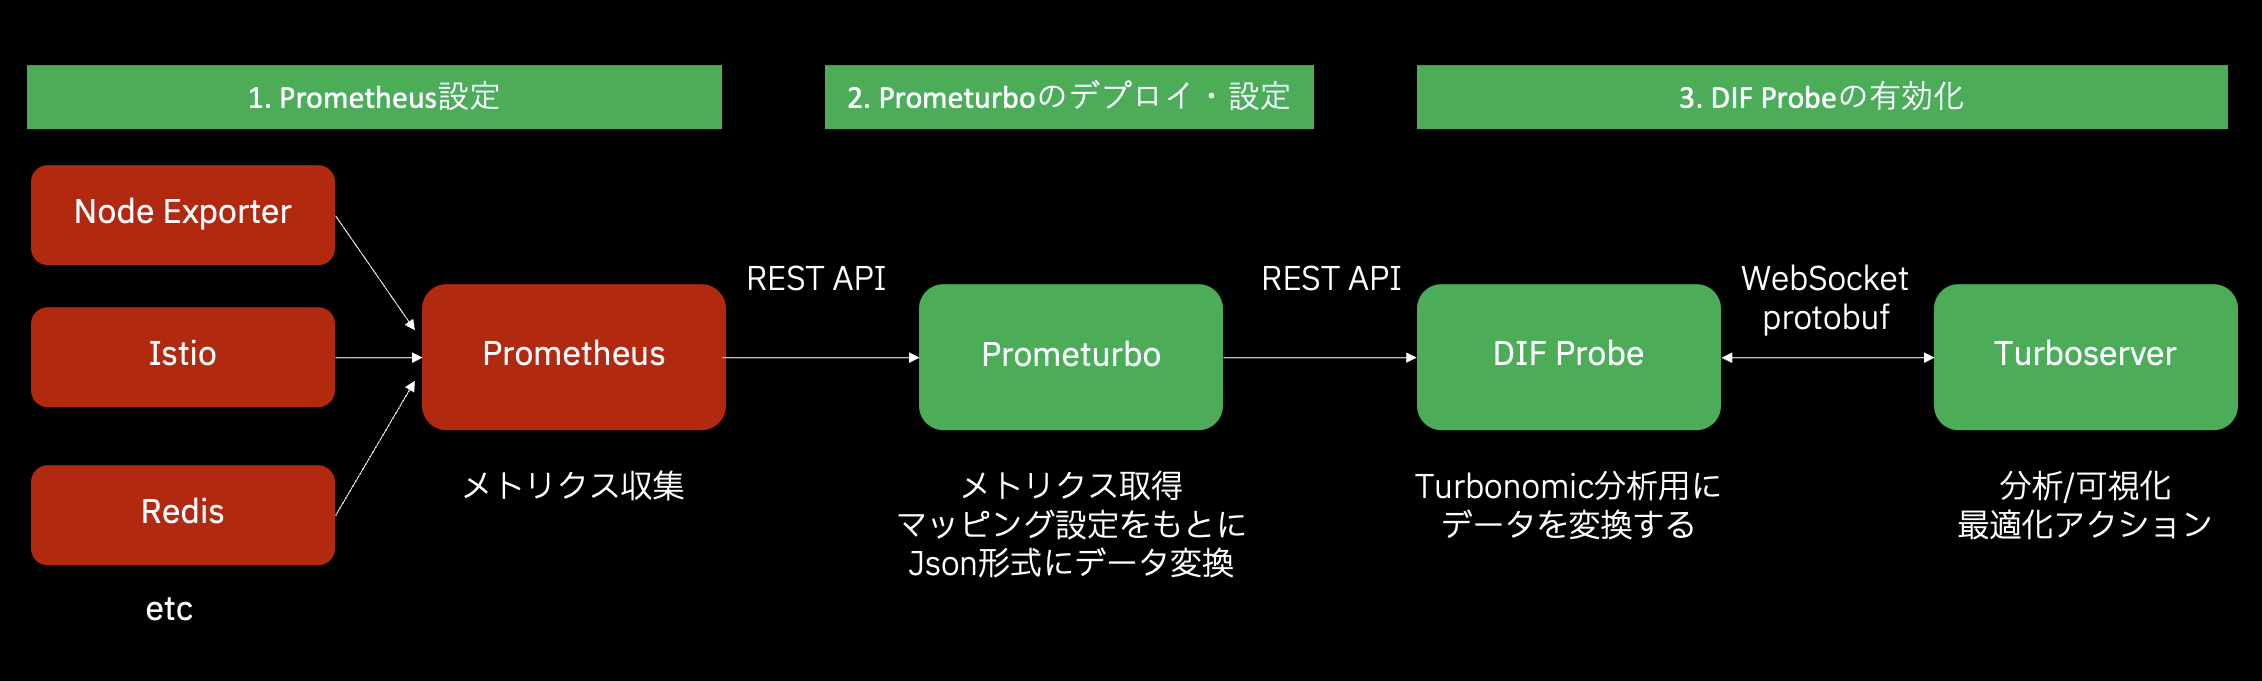 1. Prometheus設定
2. Prometurboのデプロイ・設定
3. DIF Probeの有効化
Node Exporter
Istio
Redis
etc
Prometheus
メトリクス収集
REST API
Prometurbo
メトリクス取得
マッピング設定をもとに
Json形式にデータ変換
REST API
DIF Probe
Turbonomic分析用に
データを変換する
WebSocket
protobuf
Turboserver
分析/可視化
最適化アクション